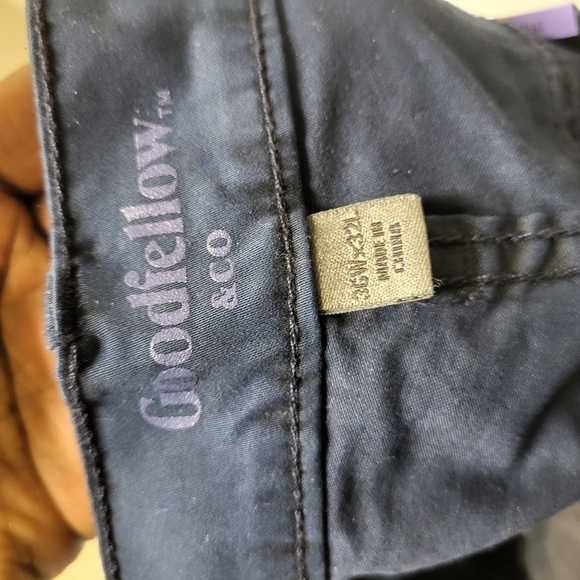 Goodfellow™
& CO
36W×32L
MADE IN
CHINA